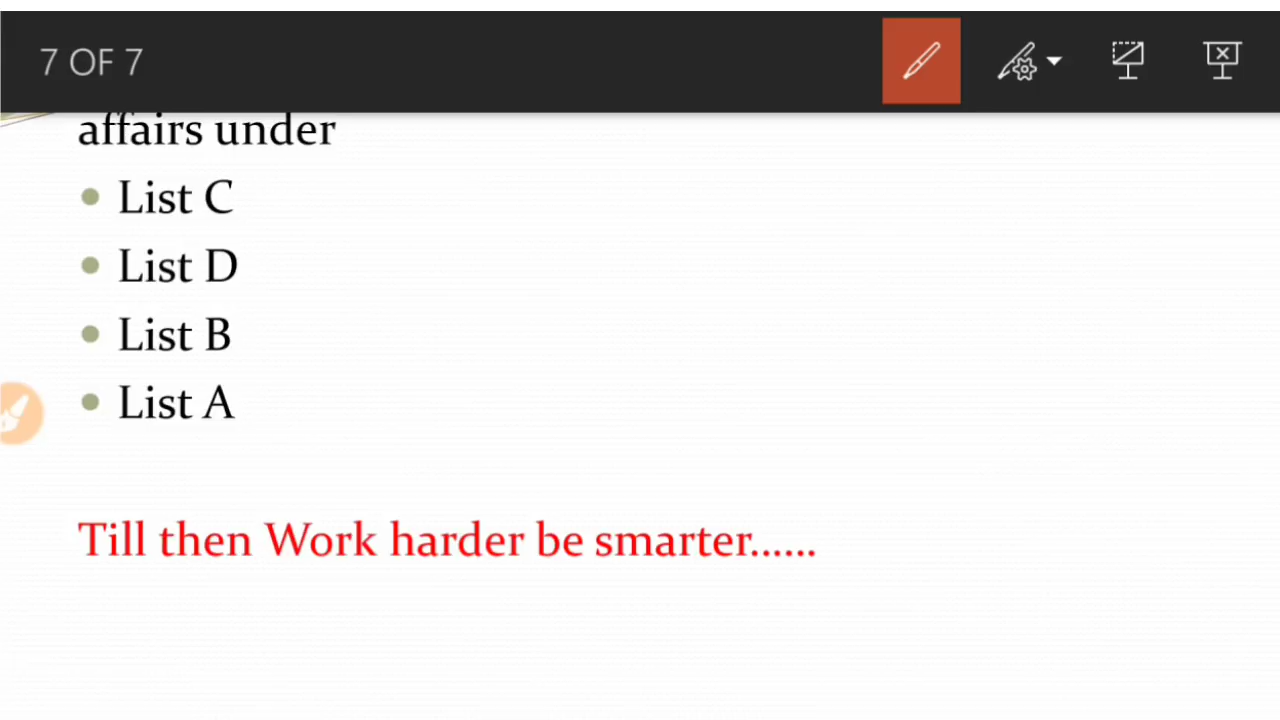 7 OF 7
affairs under
List C
List D
List B
List A
Till then Work harder be smarter......